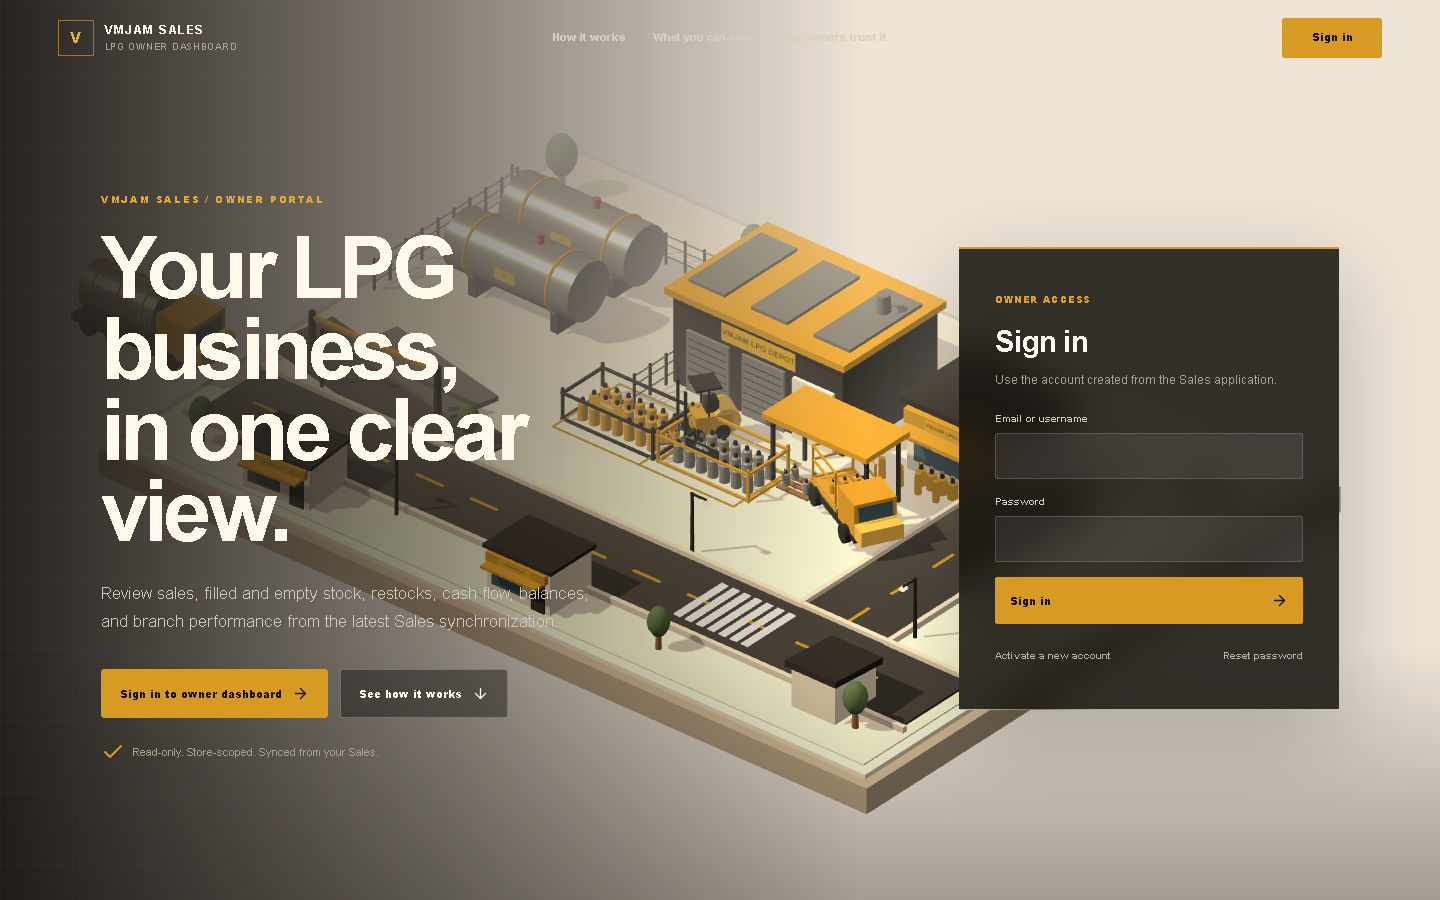 V
VMJAM SALES
LPG OWNER DASHBOARD
How it works
What you can see
owners trust it
Sign in
VMJAM SALES / OWNER PORTAL
Your LPG
business,
in one clear
view.
Review sales, filled and empty stock, restocks, cash flow, balances,
and branch performance from the latest Sales synchronization.
Sign in to owner dashboard
See how it works
Read-only. Store-scoped. Synced from your Sales.
VMJAM LPG DEPOT
OWNER ACCESS
Sign in
Use the account created from the Sales application.
Email or username
Password
Sign in
Activate a new account
Reset password